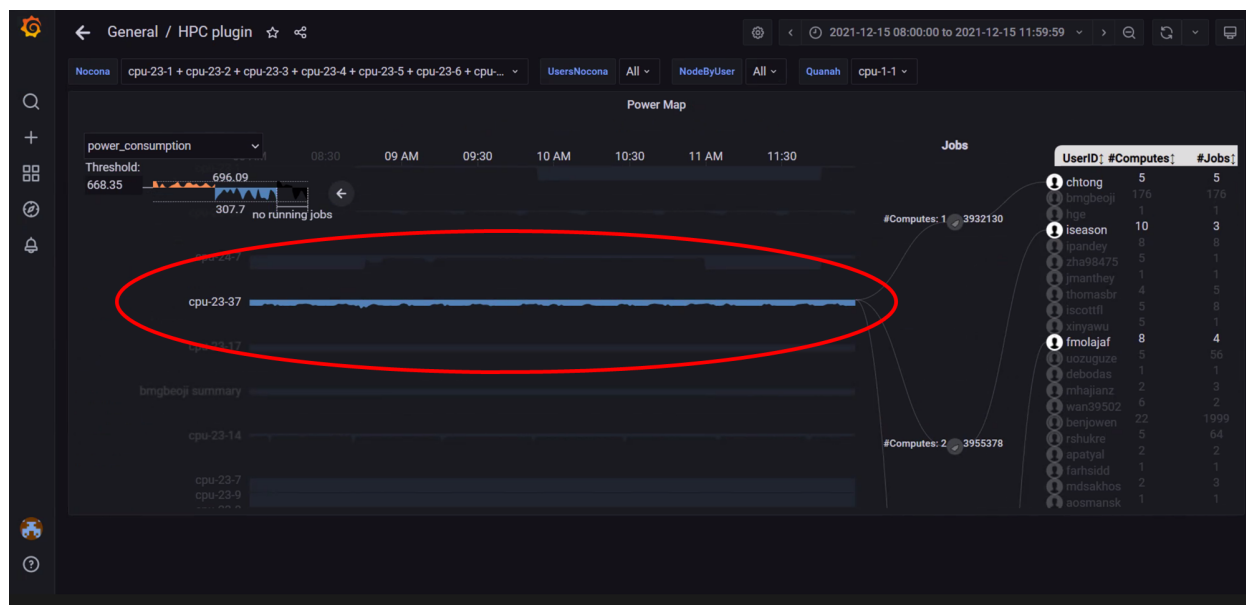 General / HPC plugin
2021-12-15 08:00:00 to 2021-12-15 11:59:59
Nocona cpu-23-1 + cpu-23-2 + cpu-23-3 + cpu-23-4 + cpu-23-5 + cpu-23-6 + cpu-... UsersNocona All NodeByUser All Quanah cpu-1-1
Power Map
power_consumption
08:30 09 AM 09:30 10 AM 10:30 11 AM 11:30
Jobs
Threshold:
668.35
696.09
307.7 no running jobs
cpu-24-7
cpu-23-37
cpu-23-17
bmgbeoji summary
cpu-23-14
cpu-23-7
cpu-23-9
#Computes: 1 3932130
#Computes: 2 3955378
UserID↕ #Computes↕ #Jobs↕
chtong 5 5
bmgbeoji 176 176
hge 1 1
iseason 10 3
ipandey 8 8
zha98475 5 1
jmanthey 1 1
thomasbr 4 5
iscottfl 5 8
xinyawu 5 1
fmolajaf 8 4
uozuguze 5 56
debodas 1 1
mhajianz 2 3
wan39502 6 2
benjowen 22 1999
rshukre 5 64
apatyal 2 2
farhsidd 1 1
mdsakhos 2 3
aosmansk 1 1